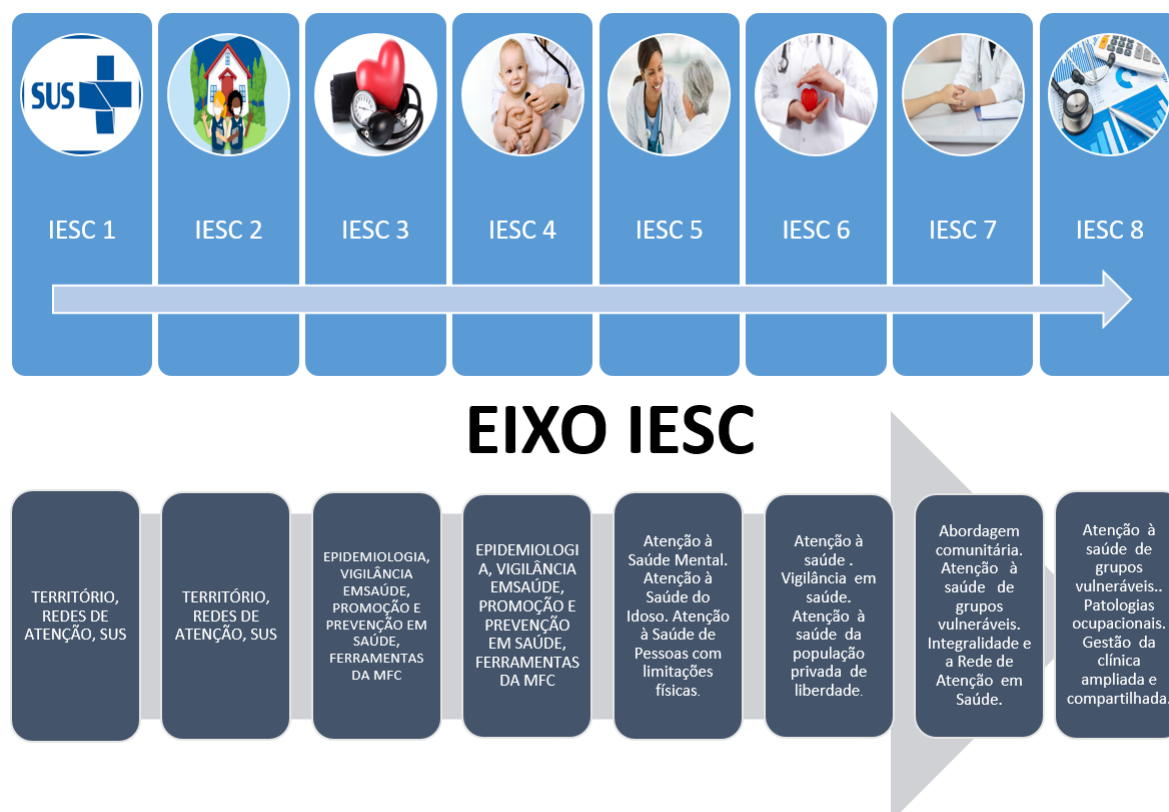 SUS
IESC 1
IESC 2
IESC 3
IESC 4
IESC 5
IESC 6
IESC 7
IESC 8
EIXO IESC
TERRITÓRIO,
REDES DE
ATENÇÃO, SUS
TERRITÓRIO,
REDES DE
ATENÇÃO, SUS
EPIDEMIOLOGIA,
VIGILÂNCIA
EMSAÚDE,
PROMOÇÃO E
PREVENÇÃO EM
SAÚDE,
FERRAMENTAS
DA MFC
EPIDEMIOLOGI
A, VIGILÂNCIA
EMSAÚDE,
PROMOÇÃO E
PREVENÇÃO
EM SAÚDE,
FERRAMENTAS
DA MFC
Atenção à
Saúde Mental.
Atenção à
Saúde do
Idoso. Atenção
à Saúde de
Pessoas com
limitações
físicas.
Atenção à
saúde .
Vigilância em
saúde.
Atenção à
saúde da
população
privada de
liberdade.
Abordagem
comunitária.
Atenção à
saúde de
grupos
vulneráveis.
Integralidade e
a Rede de
Atenção em
Saúde.
Atenção à
saúde de
grupos
vulneráveis..
Patologias
ocupacionais.
Gestão da
clínica
ampliada e
compartilhada.